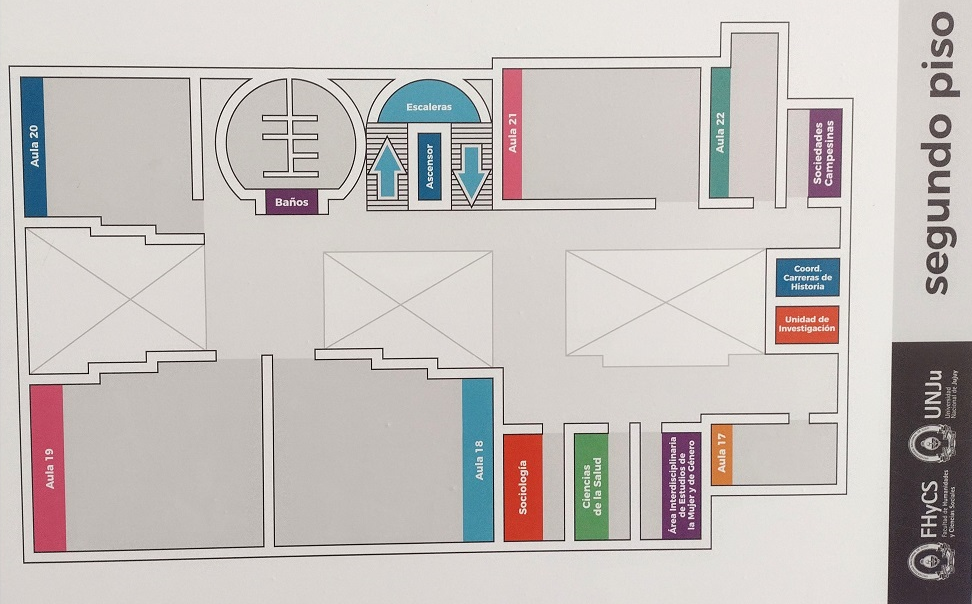 segundo piso
Aula 20
Baños
Escaleras
Ascensor
Aula 21
Aula 22
Sociedades
Campesinas
Coord.
Carreras de
Historia
Unidad de
Investigación
Aula 19
Aula 18
Sociología
Ciencias
de la Salud
Área Interdisciplinaria
de Estudios de
la Mujer y de Género
Aula 17
FHyCS
Facultad de Humanidades
y Ciencias Sociales
UNJu
Universidad
Nacional de Jujuy